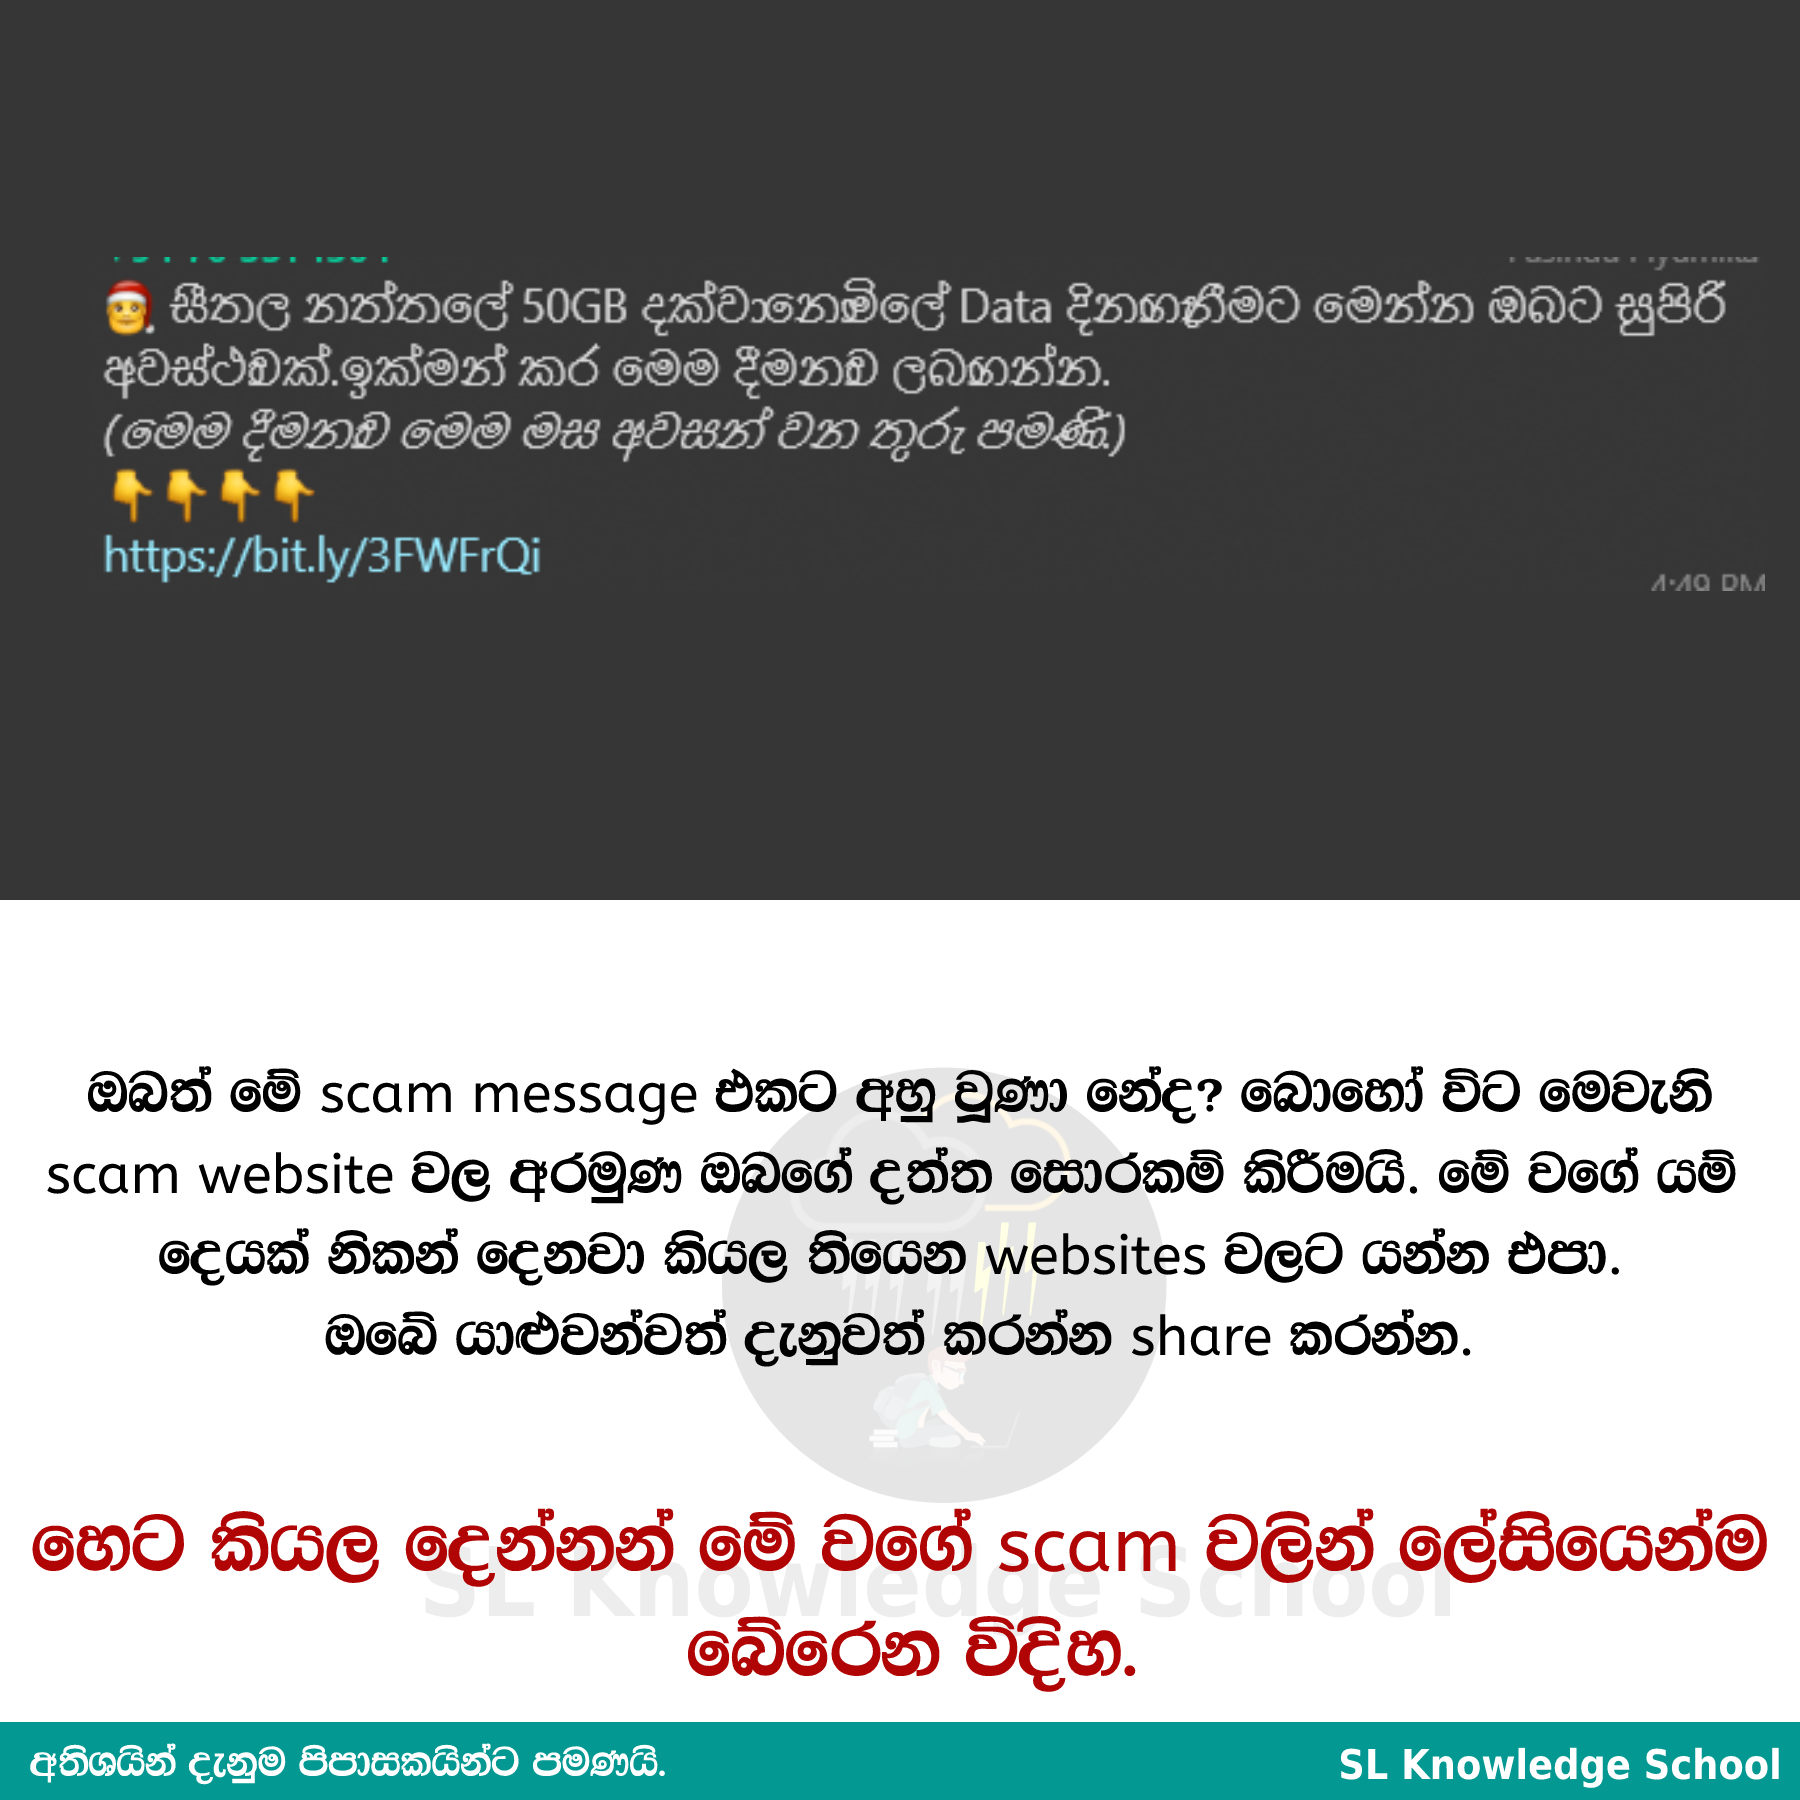 සීතල නත්තලේ 50GB දක්වානොමිලේ Data දිනාගැනීමට මෙන්න ඔබට සුපිරි
අවස්ථාවක්.ඉක්මන් කර මෙම දීමනාව ලබාගන්න.
(මෙම දීමනාව මෙම මස අවසන් වන තුරු පමණි.)
https://bit.ly/3FWFrQi
4:49 PM
ඔබත් මේ scam message එකට අහු වූණා නේද? බොහෝ විට මෙවැනි
scam website වල අරමුණ ඔබගේ දත්ත සොරකම් කිරීමයි. මේ වගේ යම්
දෙයක් නිකන් දෙනවා කියල තියෙන websites වලට යන්න එපා.
ඔබේ යාළුවන්වත් දැනුවත් කරන්න share කරන්න.
හෙට කියල දෙන්නන් මේ වගේ scam වලින් ලේසියෙන්ම
SL Knowledge School
බේරෙන විදිහ.
අතිශයින් දැනුම පිපාසකයින්ට පමණයි.
SL Knowledge School